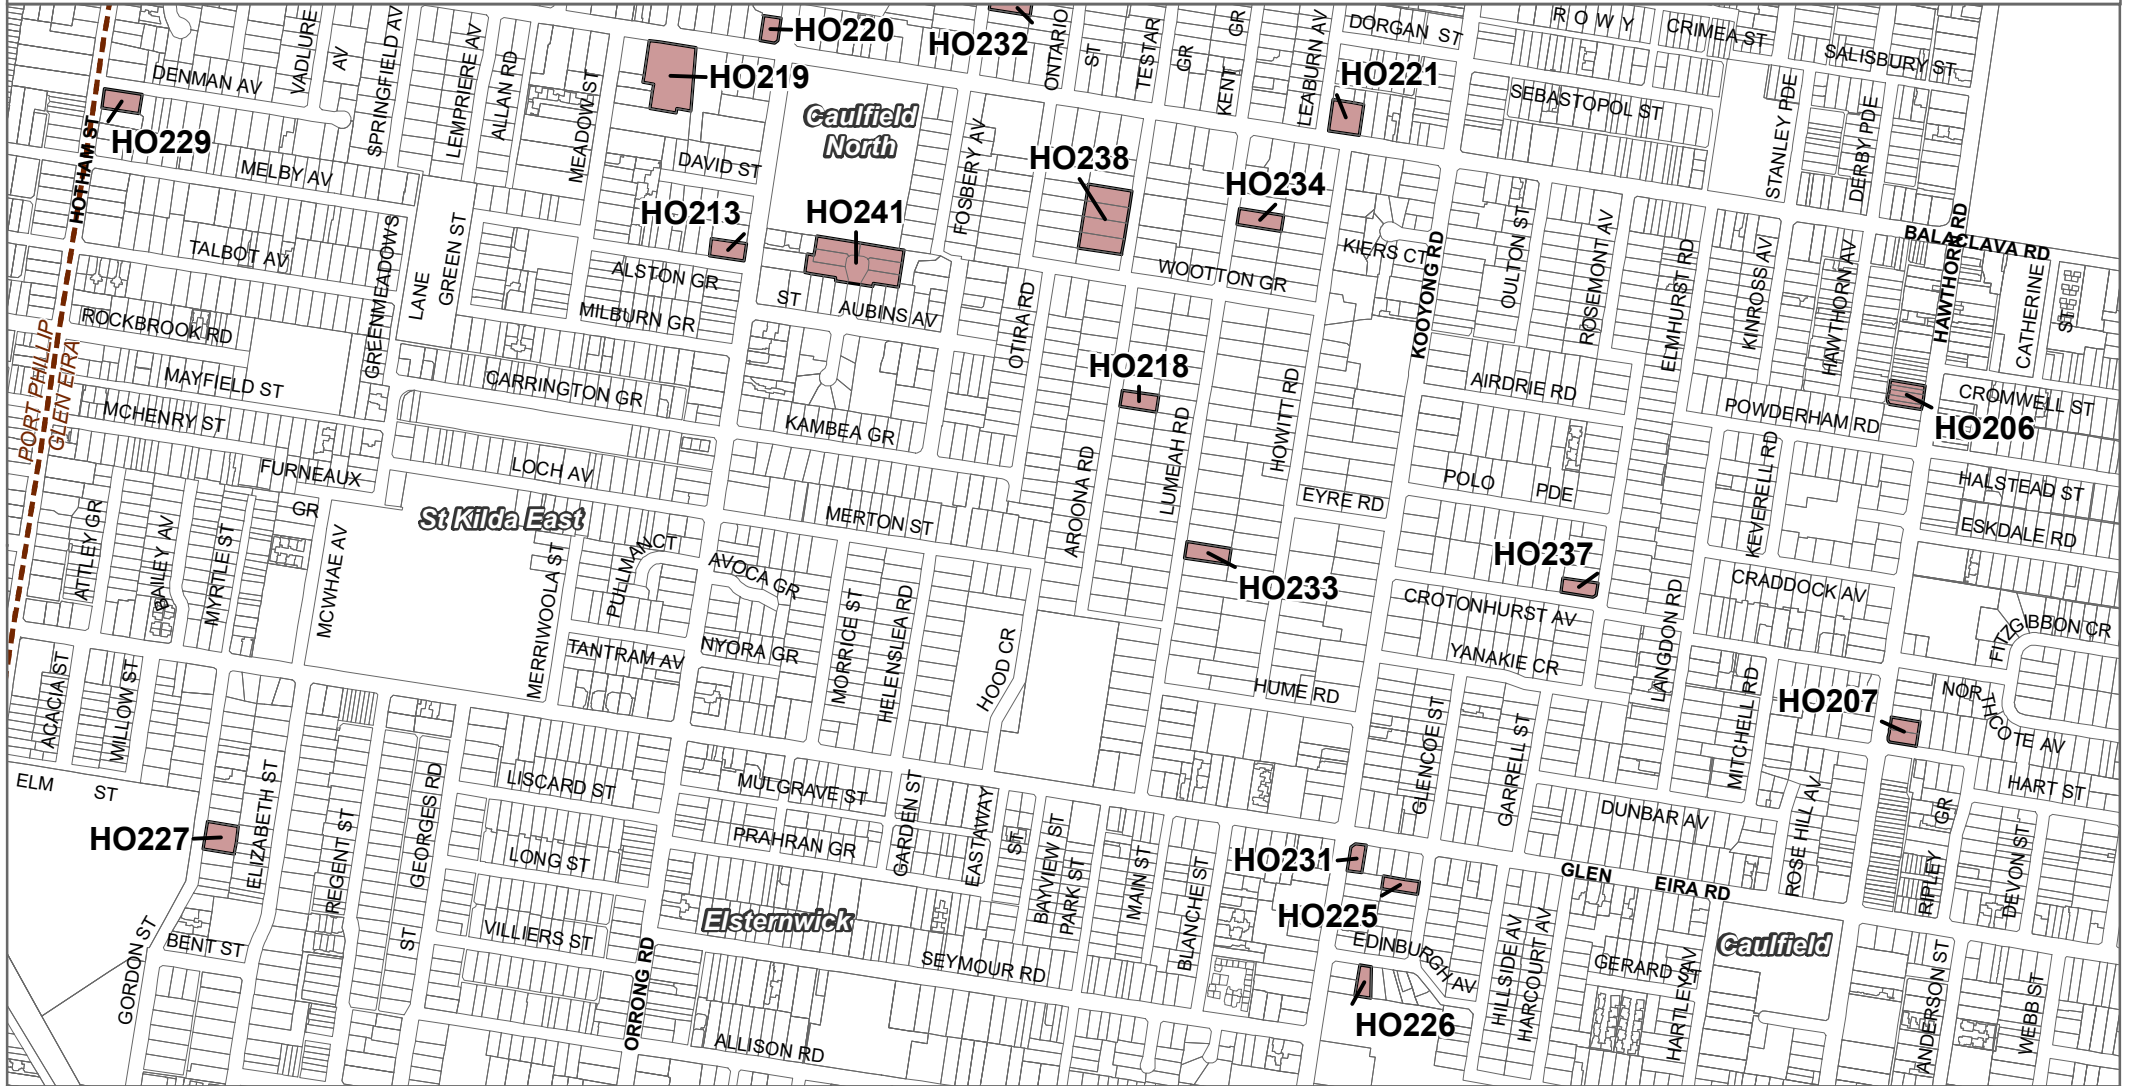 HO220
HO232
ONTARIO
ST
TESTAR
GR
KENT
GR
LEABURN AV
DORGAN ST
ROWY
CRIMEA ST
SALISBURY ST
DENMAN AV
VADLURE
AV
SPRINGFIELD AV
LEMPRIERE AV
ALLAN RD
MEADOW ST
HO219
Caulfield
North
HO221
SEBASTOPOL ST
STANLEY PDE
DERBY PDE
HO229
HOTHAM ST
MELBY AV
DAVID ST
FOSBERY AV
HO238
HO234
HO213
HO241
TALBOT AV
GREENMEADOWS
LANE
GREEN ST
ALSTON GR
MILBURN GR
ST
AUBINS AV
OTIRA RD
WOOTTON GR
KIERS CT
KOOYONG RD
OULTON ST
ROSEMONT AV
ELMHURST RD
KINROSS AV
HAWTHORN AV
BALACLAVA RD
HAWTHORN RD
CATHERINE
ST
ROCKBROOK RD
PORT PHILLIP
GLEN EIRA
MAYFIELD ST
MCHENRY ST
CARRINGTON GR
KAMBEA GR
HO218
AROONA RD
LUMEAH RD
HOWITT RD
AIRDRIE RD
POWDERHAM RD
CROMWELL ST
HO206
FURNEAUX
GR
LOCH AV
MERTON ST
EYRE RD
POLO
PDE
KEVERELL RD
HALSTEAD ST
ESKDALE RD
St Kilda East
ATTLEY GR
BAILEY AV
MYRTLE ST
MCWHAE AV
MERRIWOOLA ST
PULLMAN CT
AVOCA GR
HO233
HO237
CROTONHURST AV
CRADDOCK AV
LANGDON RD
FITZGIBBON CR
TANTRAM AV
NYORA GR
MORRICE ST
HELENSLEA RD
HOOD CR
YANAKIE CR
HUME RD
ACACIA ST
WILLOW ST
GLENCOE ST
GARRELL ST
MITCHELL RD
HO207
NORTHCOTE AV
HART ST
ELM
ST
ELIZABETH ST
REGENT ST
GEORGES RD
ST
LISCARD ST
MULGRAVE ST
GARDEN ST
EASTAWAY
ST
BAYVIEW ST
PARK ST
MAIN ST
BLANCHE ST
DUNBAR AV
ROSE HILL AV
RIPLEY
GR
DEVON ST
HO227
LONG ST
PRAHRAN GR
HO231
HO225
GLEN
EIRA RD
GORDON ST
BENT ST
VILLIERS ST
ORRONG RD
Elsternwick
SEYMOUR RD
EDINBURGH AV
HILLSIDE AV
HARCOURT AV
GERARD ST
HARTLEY AV
Caulfield
ANDERSON ST
WEBB ST
HO226
ALLISON RD